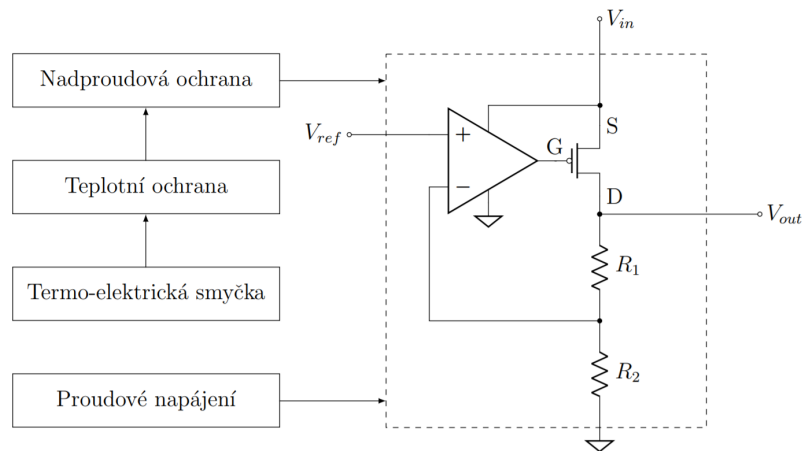 Nadproudová ochrana
Teplotní ochrana
Termo-elektrická smyčka
Proudové napájení
V_in
V_ref
+
−
G
S
D
V_out
R_1
R_2